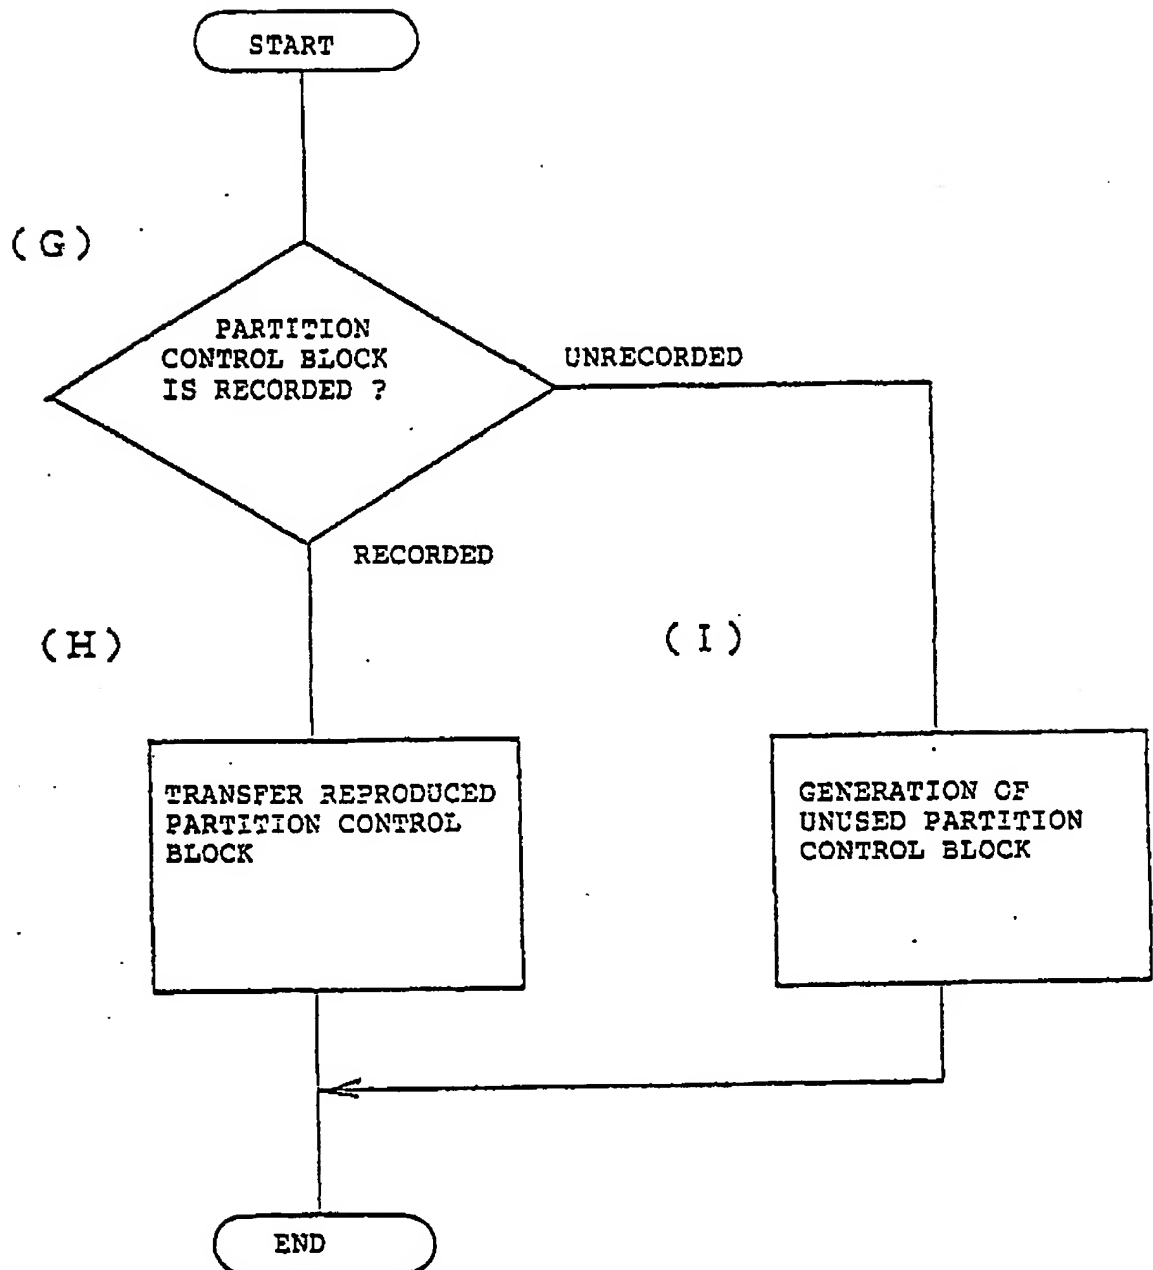 START
(G)
PARTITION
CONTROL BLOCK
IS RECORDED ?
UNRECORDED
RECORDED
(H)
(I)
TRANSFER REPRODUCED
PARTITION CONTROL
BLOCK
GENERATION OF
UNUSED PARTITION
CONTROL BLOCK
END